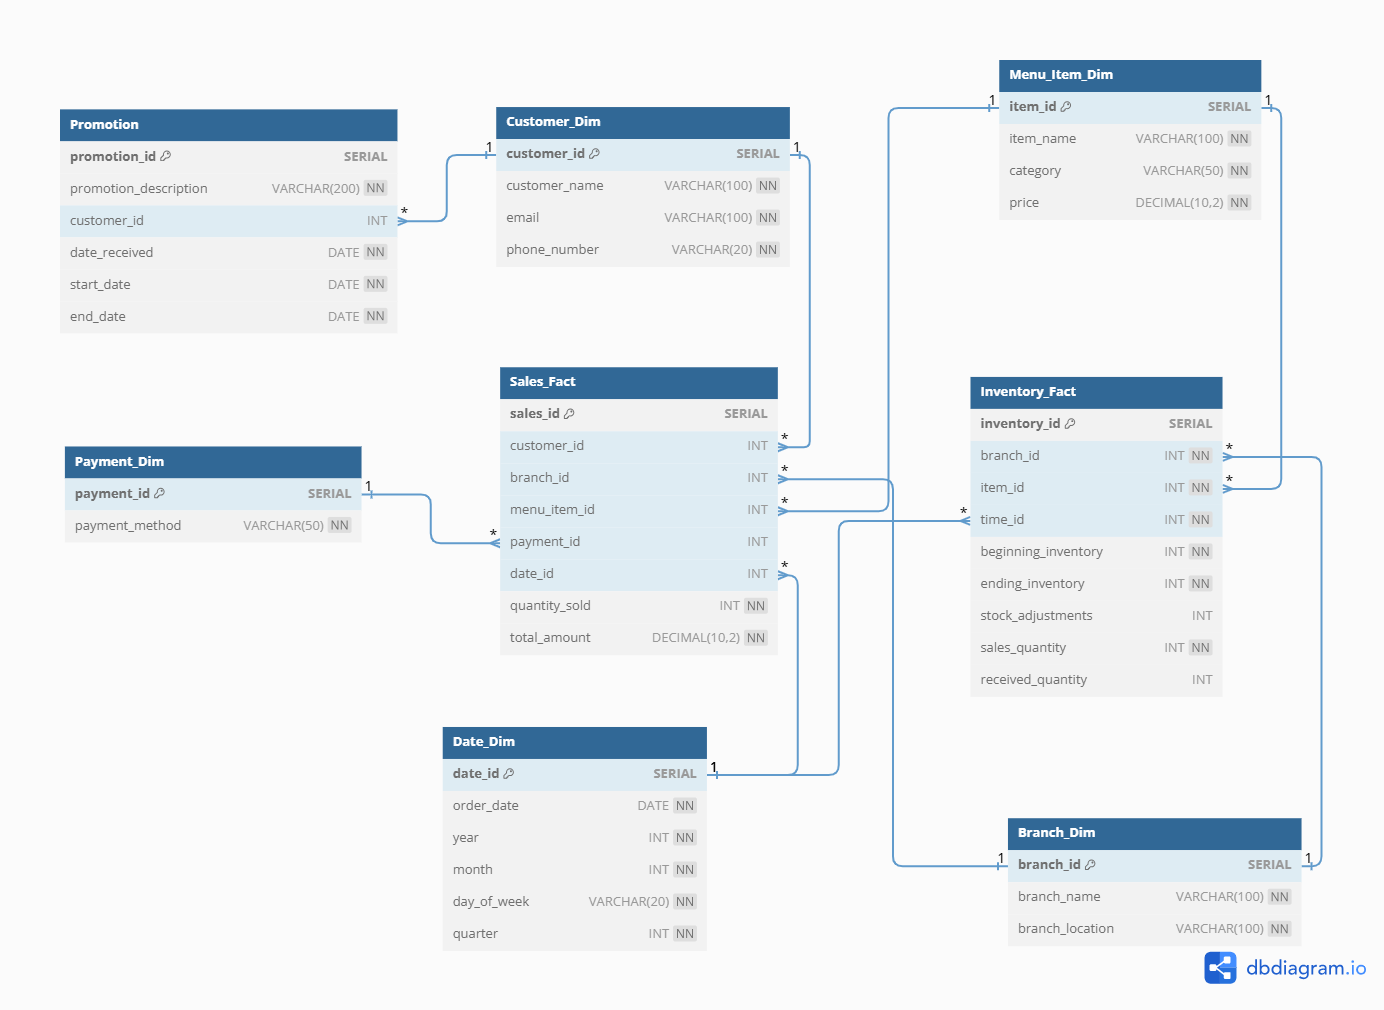 Promotion
promotion_id SERIAL
promotion_description VARCHAR(200) NN
customer_id INT
date_received DATE NN
start_date DATE NN
end_date DATE NN
*
1
Customer_Dim
customer_id SERIAL
customer_name VARCHAR(100) NN
email VARCHAR(100) NN
phone_number VARCHAR(20) NN
1
1
Menu_Item_Dim
item_id SERIAL
item_name VARCHAR(100) NN
category VARCHAR(50) NN
price DECIMAL(10,2) NN
1
Payment_Dim
payment_id SERIAL
payment_method VARCHAR(50) NN
1
*
Sales_Fact
sales_id SERIAL
customer_id INT
branch_id INT
menu_item_id INT
payment_id INT
date_id INT
quantity_sold INT NN
total_amount DECIMAL(10,2) NN
*
*
*
*
*
Inventory_Fact
inventory_id SERIAL
branch_id INT NN
item_id INT NN
time_id INT NN
beginning_inventory INT NN
ending_inventory INT NN
stock_adjustments INT
sales_quantity INT NN
received_quantity INT
*
*
Date_Dim
date_id SERIAL
order_date DATE NN
year INT NN
month INT NN
day_of_week VARCHAR(20) NN
quarter INT NN
1
1
Branch_Dim
branch_id SERIAL
branch_name VARCHAR(100) NN
branch_location VARCHAR(100) NN
1
dbdiagram.io